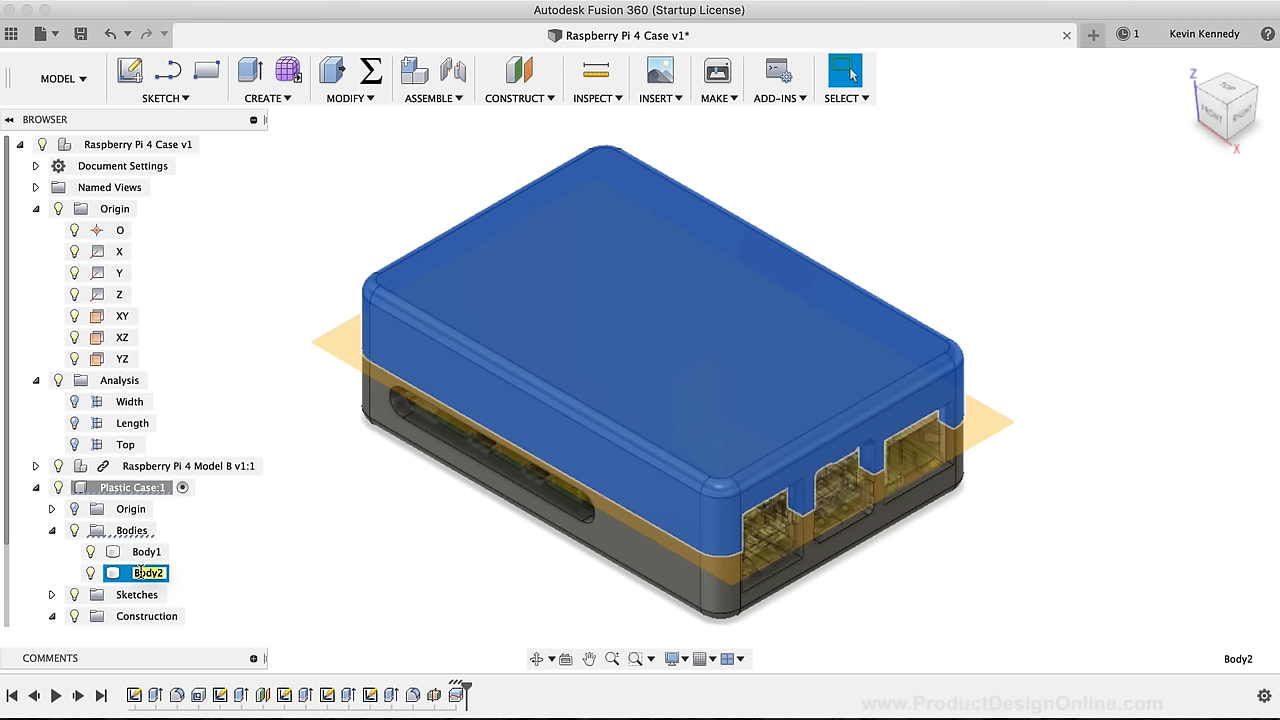 Autodesk Fusion 360 (Startup License)
Raspberry Pi 4 Case v1*
1
Kevin Kennedy
MODEL
SKETCH
CREATE
MODIFY
ASSEMBLE
CONSTRUCT
INSPECT
INSERT
MAKE
ADD-INS
SELECT
BROWSER
Z
TOP
FRONT
RIGHT
X
Raspberry Pi 4 Case v1
Document Settings
Named Views
Origin
O
X
Y
Z
XY
XZ
YZ
Analysis
Width
Length
Top
Raspberry Pi 4 Model B v1:1
Plastic Case:1
Origin
Bodies
Body1
Body2
Sketches
Construction
COMMENTS
Body2
www.ProductDesignOnline.com